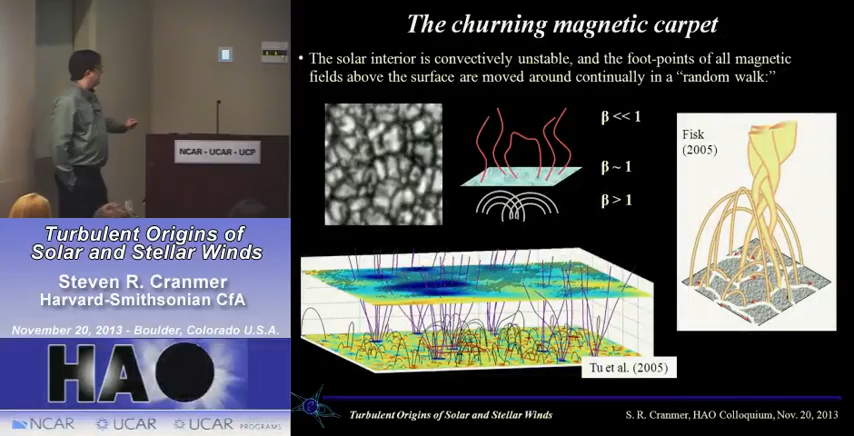 The churning magnetic carpet
• The solar interior is convectively unstable, and the foot-points of all magnetic
fields above the surface are moved around continually in a “random walk:”
β << 1
β ~ 1
β > 1
Fisk
(2005)
Tu et al. (2005)
Turbulent Origins of Solar and Stellar Winds
S. R. Cranmer, HAO Colloquium, Nov. 20, 2013
NCAR - UCAR - UCP
Turbulent Origins of
Solar and Stellar Winds
Steven R. Cranmer
Harvard-Smithsonian CfA
November 20, 2013 - Boulder, Colorado U.S.A.
HAO
NCAR
UCAR
UCAR PROGRAMS